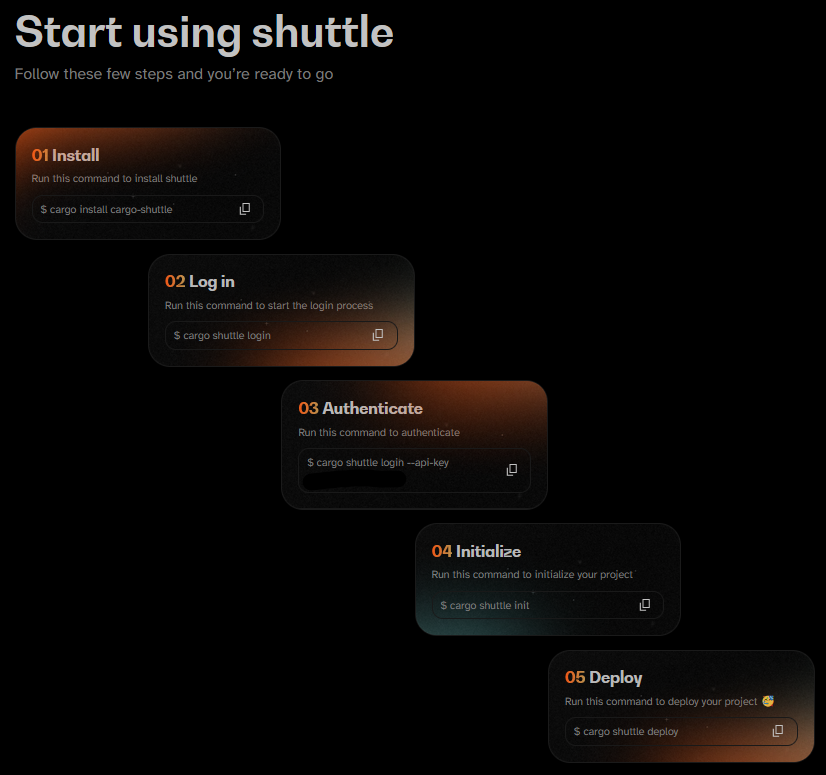 Start using shuttle
Follow these few steps and you’re ready to go
01 Install
Run this command to install shuttle
$ cargo install cargo-shuttle
02 Log in
Run this command to start the login process
$ cargo shuttle login
03 Authenticate
Run this command to authenticate
$ cargo shuttle login --api-key
04 Initialize
Run this command to initialize your project
$ cargo shuttle init
05 Deploy
Run this command to deploy your project 🥳
$ cargo shuttle deploy